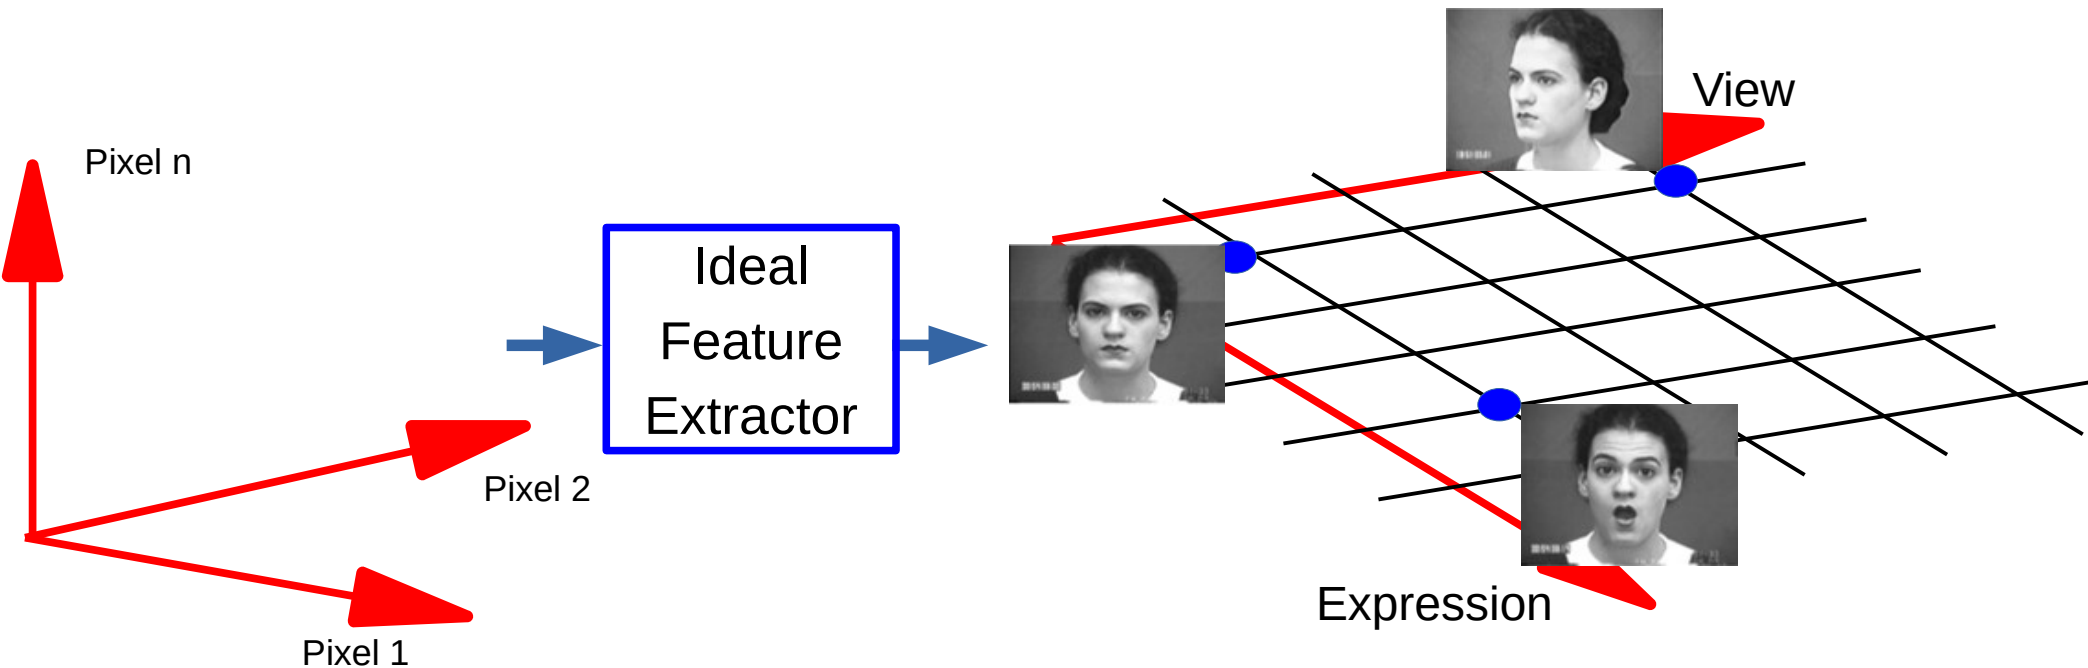 Pixel n
Pixel 2
Pixel 1
Ideal
Feature
Extractor
View
Expression